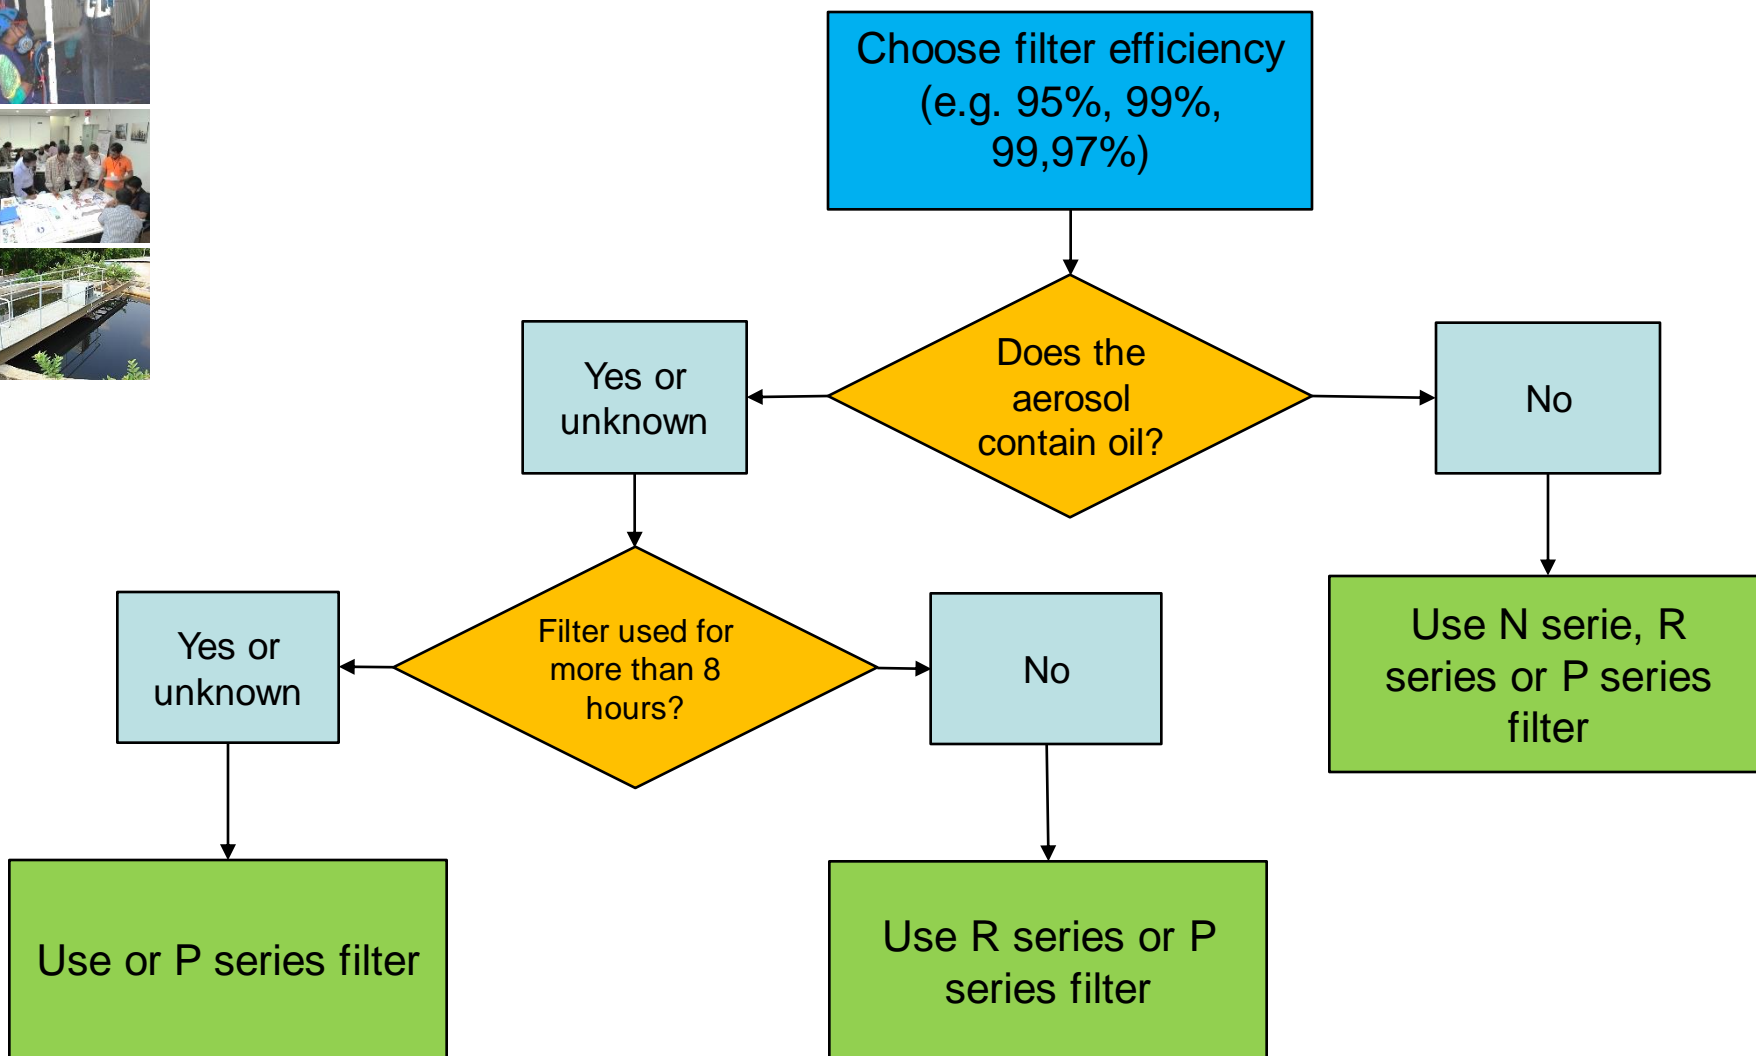 Choose filter efficiency
(e.g. 95%, 99%,
99,97%)
Does the
aerosol
contain oil?
Yes or
unknown
No
Filter used for
more than 8
hours?
Yes or
unknown
No
Use N serie, R
series or P series
filter
Use or P series filter
Use R series or P
series filter